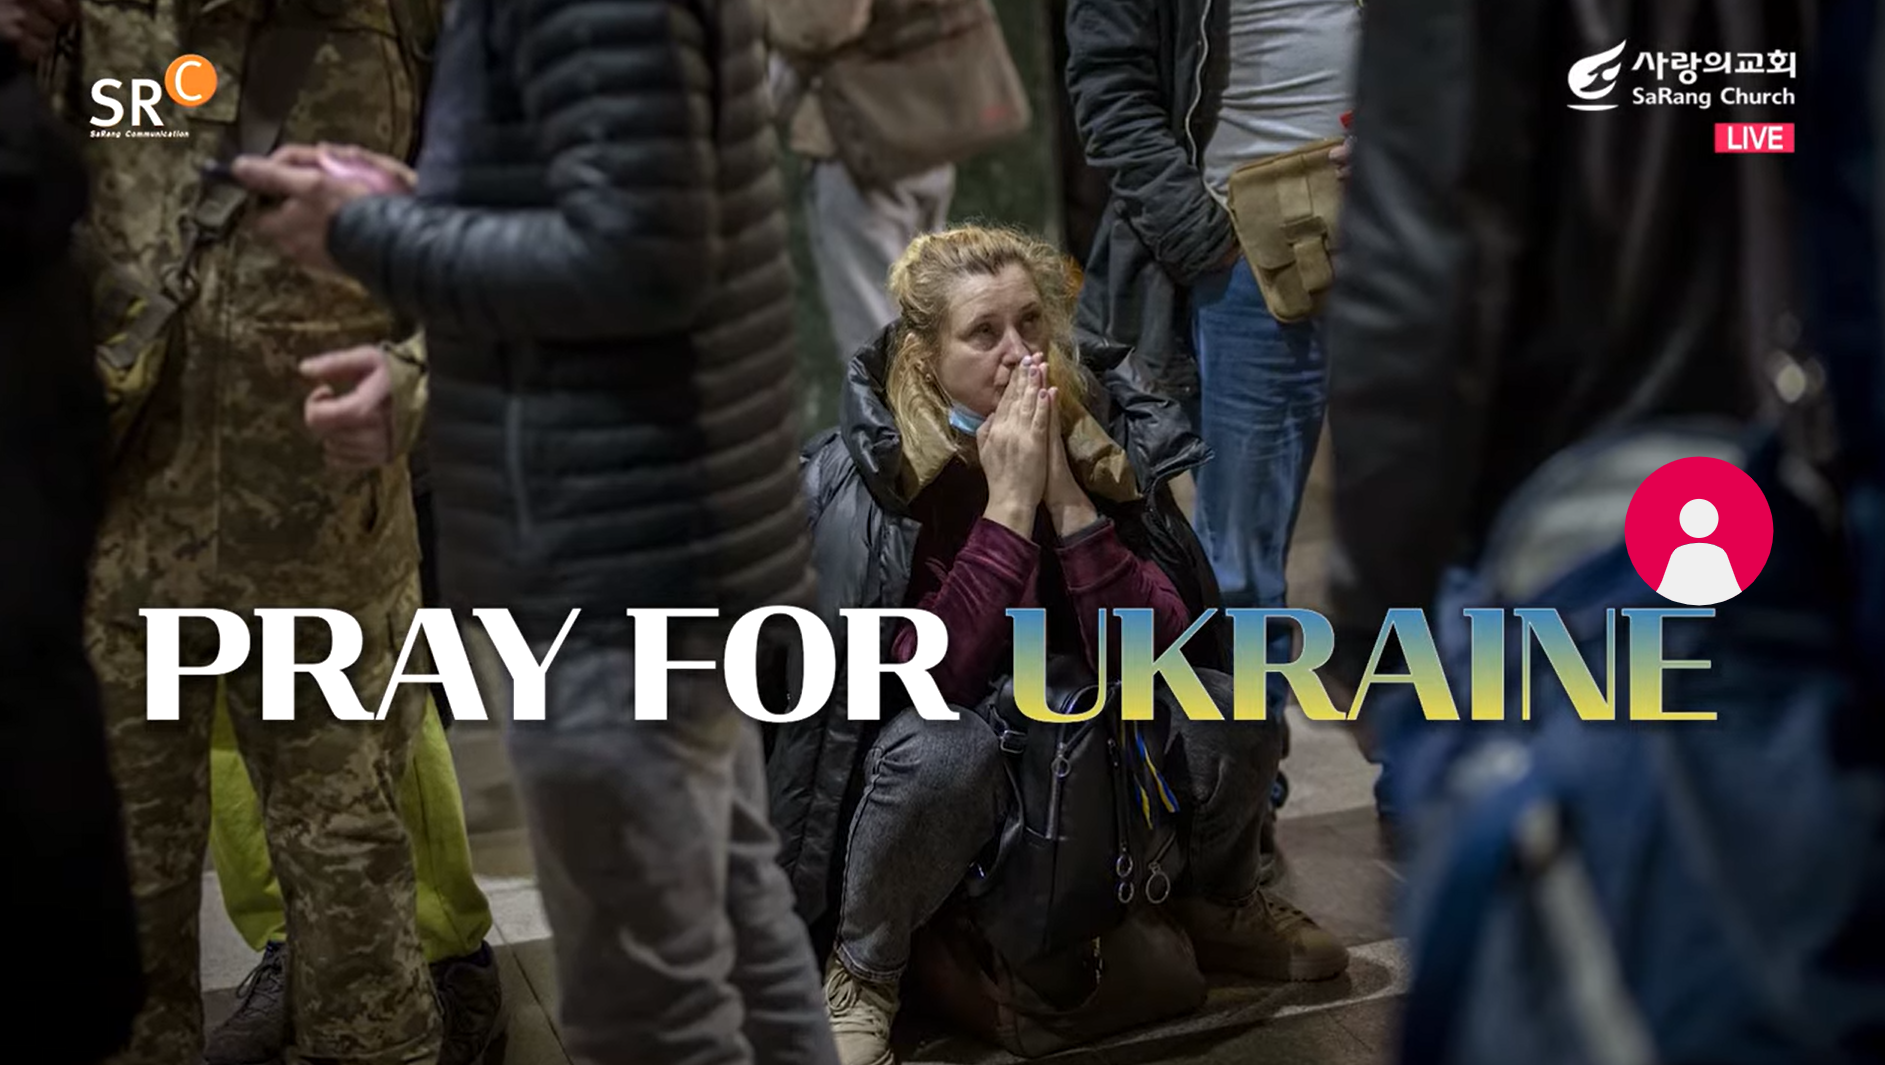 SRC
SaRang Communication
사랑의교회
SaRang Church
LIVE
PRAY FOR UKRAINE